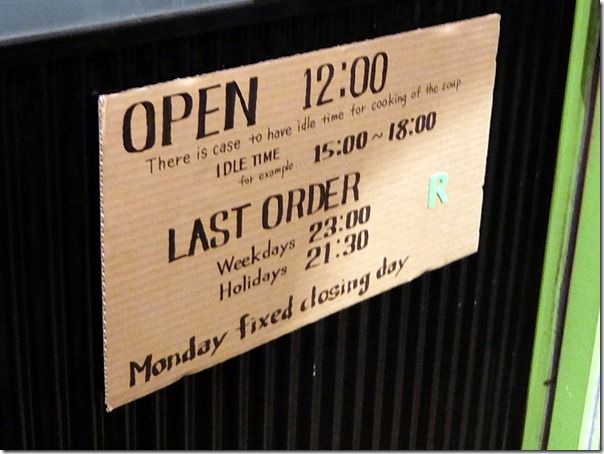 OPEN 12:00
There is case to have idle time for cooking of the soup.
IDLE TIME
for example... 15:00~18:00
LAST ORDER
Weekdays 23:00
Holidays 21:30
R
Monday fixed closing day